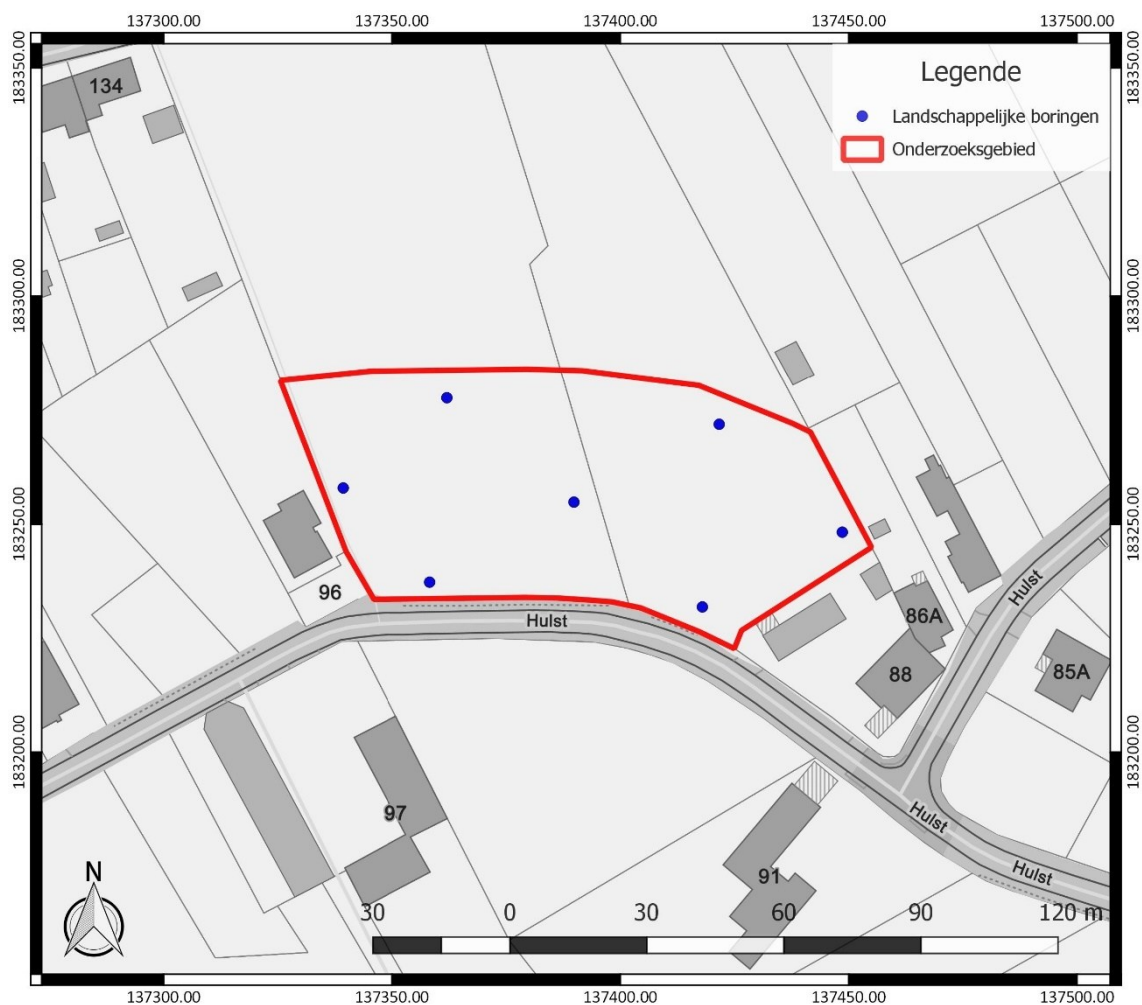 137300.00 137350.00 137400.00 137450.00 137500.00
183350.00 183350.00
Legende
Landschappelijke boringen
Onderzoeksgebied
134
183300.00 183300.00
183250.00 183250.00
96
Hulst
Hulst
86A
88
85A
183200.00 183200.00
97
Hulst
Hulst
91
N
30 0 30 60 90 120 m
137300.00 137350.00 137400.00 137450.00 137500.00